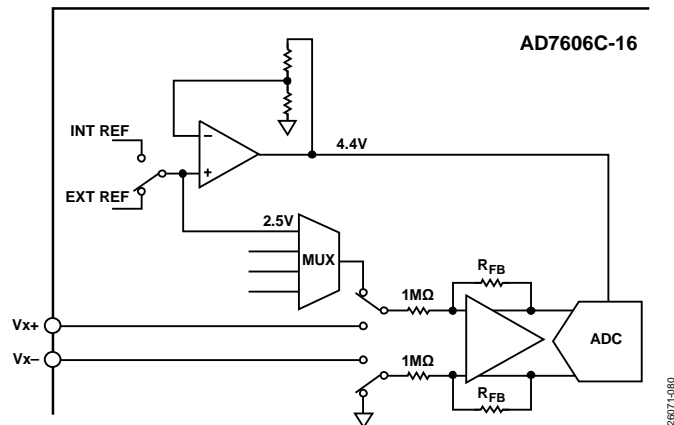 AD7606C-16
INT REF
–
+
4.4V
EXT REF
2.5V
MUX
1MΩ
RFB
Vx+
Vx–
ADC
1MΩ
RFB
26071-080